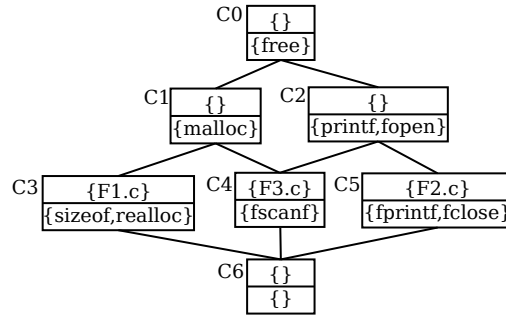 C0
{}
{free}
C1
{}
{malloc}
C2
{}
{printf,fopen}
C3
{F1.c}
{sizeof,realloc}
C4
{F3.c}
{fscanf}
C5
{F2.c}
{fprintf,fclose}
C6
{}
{}